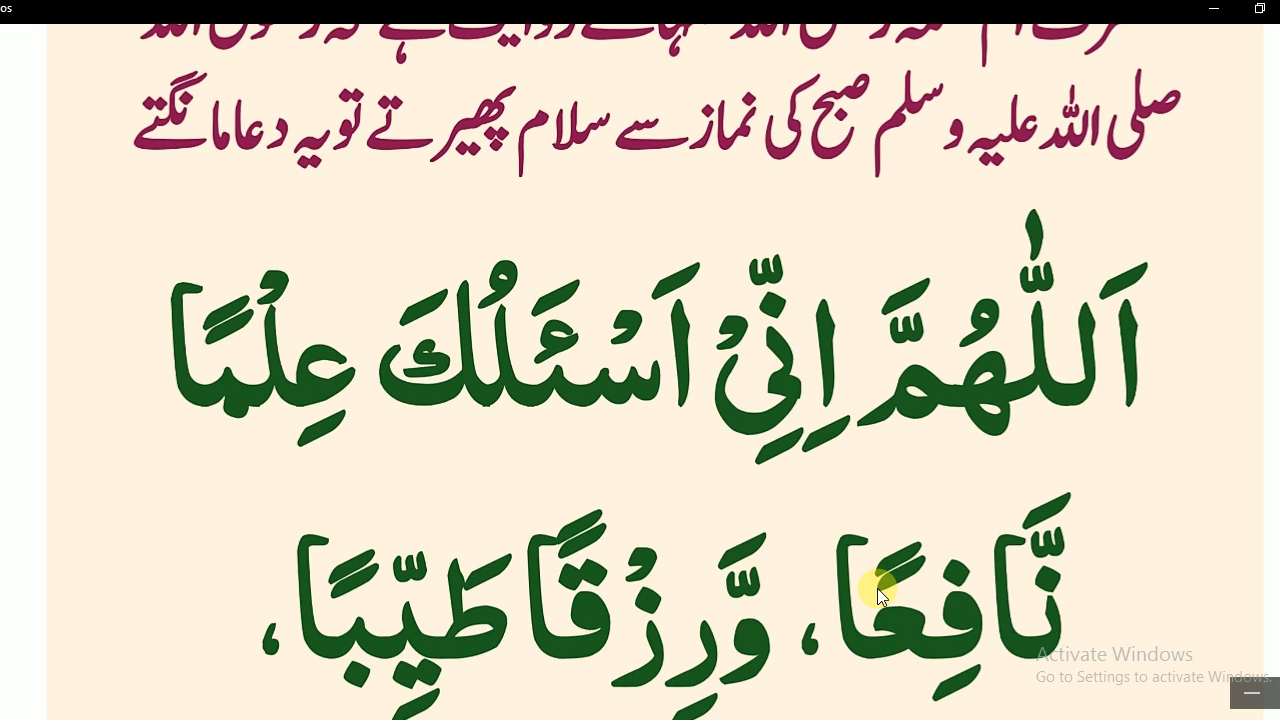 os
صلی اللہ علیہ وسلم صبح کی نماز سے سلام پھیرتے تو یہ دعا مانگتے
اَللّٰهُمَّ اِنِّيْ اَسْئَلُكَ عِلْمًا
نَّافِعًا، وَّرِزْقًا طَيِّبًا،
Activate Windows
Go to Settings to activate Windows.